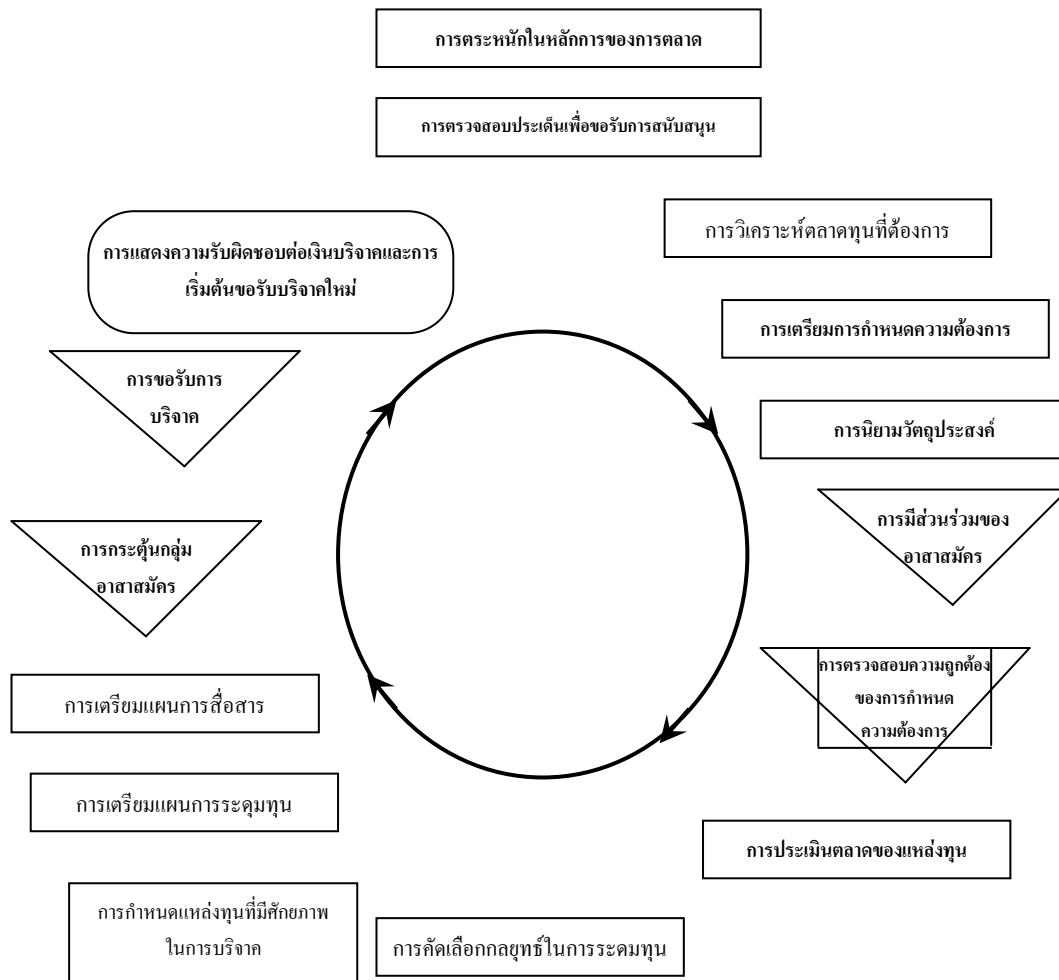 การตระหนักในหลักการของการตลาด
การตรวจสอบประเด็นเพื่อขอรับการสนับสนุน
การวิเคราะห์ตลาดทุนที่ต้องการ
การเตรียมการกำหนดความต้องการ
การนิยามวัตถุประสงค์
การมีส่วนร่วมของ
อาสาสมัคร
การตรวจสอบความถูกต้อง
ของการกำหนด
ความต้องการ
การประเมินตลาดของแหล่งทุน
การคัดเลือกกลยุทธ์ในการระดมทุน
การกำหนดแหล่งทุนที่มีศักยภาพ
ในการบริจาค
การเตรียมแผนการระดุมทุน
การเตรียมแผนการสื่อสาร
การกระตุ้นกลุ่ม
อาสาสมัคร
การขอรับการ
บริจาค
การแสดงความรับผิดชอบต่อเงินบริจาคและการ
เริ่มต้นขอรับบริจาคใหม่